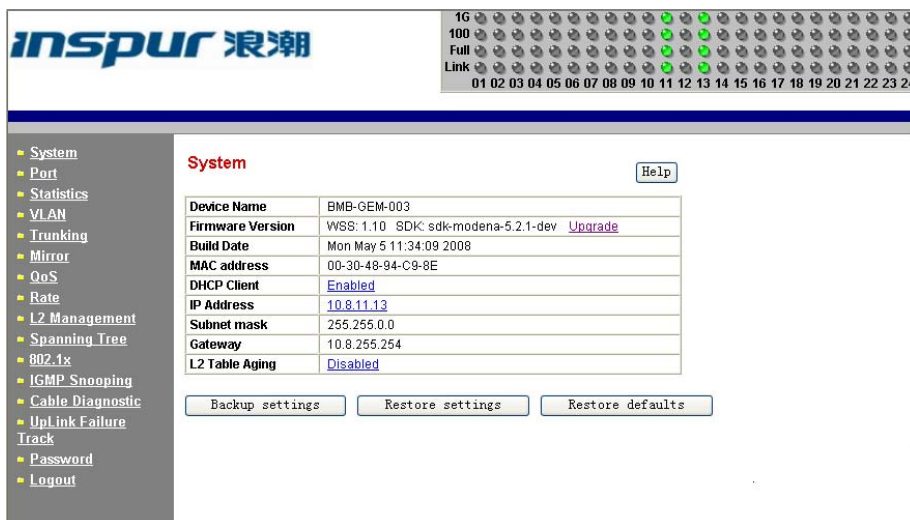 inspur 浪潮
1G
100
Full
Link
01 02 03 04 05 06 07 08 09 10 11 12 13 14 15 16 17 18 19 20 21 22 23
System
Port
Statistics
VLAN
Trunking
Mirror
QoS
Rate
L2 Management
Spanning Tree
802.1x
IGMP Snooping
Cable Diagnostic
UpLink Failure
Track
Password
Logout
System
Help
Device Name BMB-GEM-003
Firmware Version WSS: 1.10 SDK: sdk-modena-5.2.1-dev Upgrade
Build Date Mon May 5 11:34:09 2008
MAC address 00-30-48-94-C9-8E
DHCP Client Enabled
IP Address 10.8.11.13
Subnet mask 255.255.0.0
Gateway 10.8.255.254
L2 Table Aging Disabled
Backup settings Restore settings Restore defaults